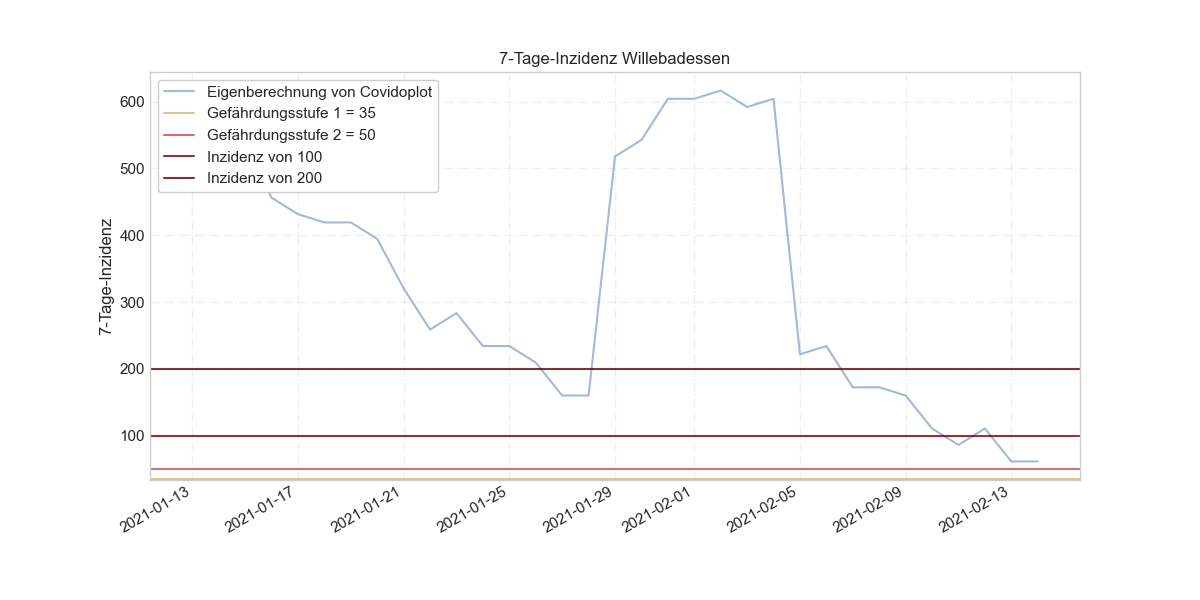 7-Tage-Inzidenz Willebadessen
Eigenberechnung von Covidoplot
Gefährdungsstufe 1 = 35
Gefährdungsstufe 2 = 50
Inzidenz von 100
Inzidenz von 200
7-Tage-Inzidenz
600
500
400
300
200
100
2021-01-13
2021-01-17
2021-01-21
2021-01-25
2021-01-29
2021-02-01
2021-02-05
2021-02-09
2021-02-13